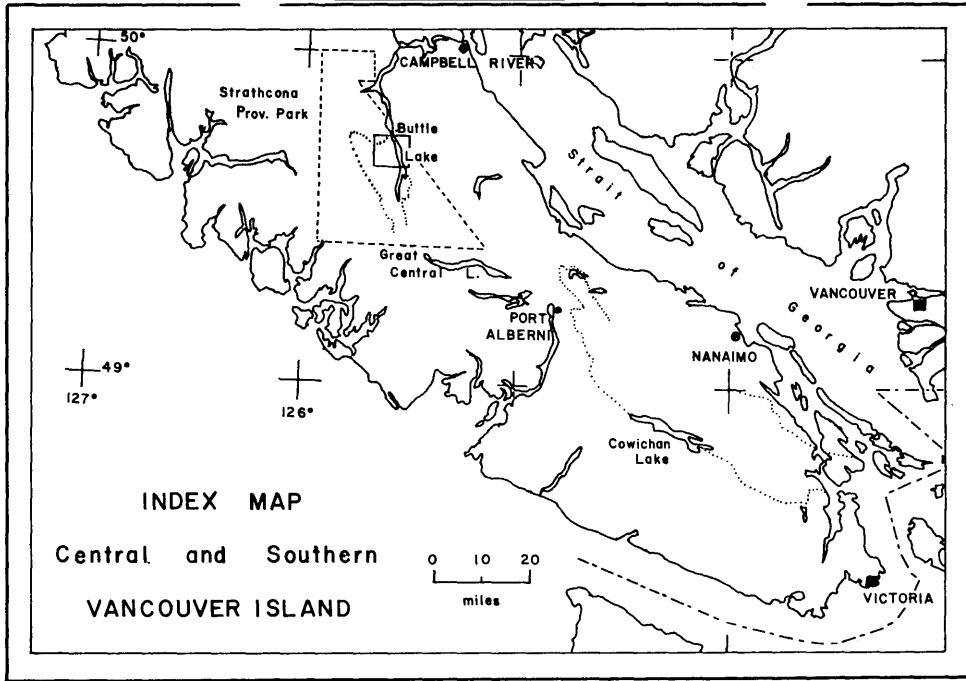 50°
CAMPBELL RIVER
Strathcona
Prov. Park
Buttle
Lake
Strait
of
Georgia
Great
Central L.
VANCOUVER
PORT
ALBERNI
NANAIMO
49°
127°
126°
Cowichan
Lake
INDEX MAP
Central and Southern
VANCOUVER ISLAND
0 10 20
miles
VICTORIA